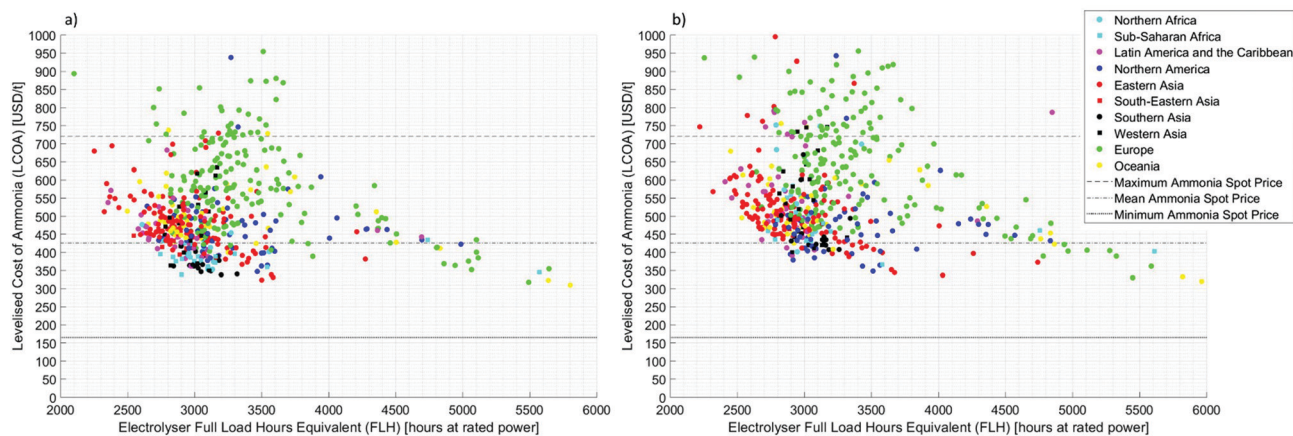 a)
Levelised Cost of Ammonia (LCOA) [USD/t]
1000
950
900
850
800
750
700
650
600
550
500
450
400
350
300
250
200
150
100
50
0
2000 2500 3000 3500 4000 4500 5000 5500 6000
Electrolyser Full Load Hours Equivalent (FLH) [hours at rated power]
b)
Levelised Cost of Ammonia (LCOA) [USD/t]
1000
950
900
850
800
750
700
650
600
550
500
450
400
350
300
250
200
150
100
50
0
2000 2500 3000 3500 4000 4500 5000 5500 6000
Electrolyser Full Load Hours Equivalent (FLH) [hours at rated power]
Northern Africa
Sub-Saharan Africa
Latin America and the Caribbean
Northern America
Eastern Asia
South-Eastern Asia
Southern Asia
Western Asia
Europe
Oceania
Maximum Ammonia Spot Price
Mean Ammonia Spot Price
Minimum Ammonia Spot Price